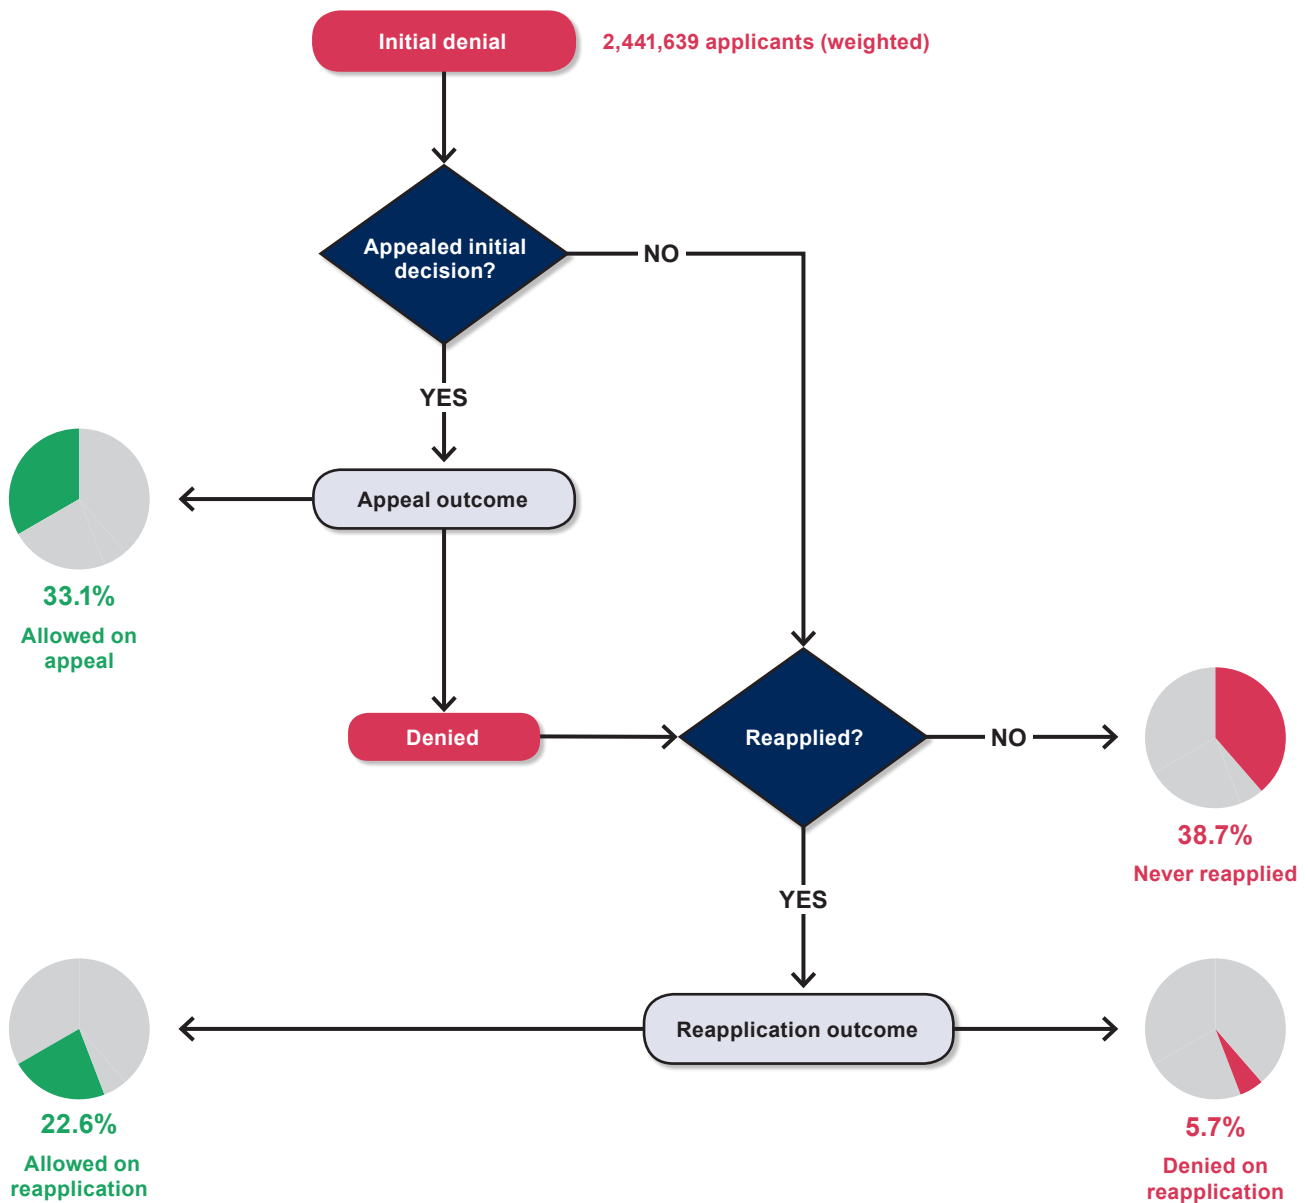 Initial denial
2,441,639 applicants (weighted)
Appealed initial
decision?
NO
YES
Appeal outcome
33.1%
Allowed on
appeal
Denied
Reapplied?
NO
38.7%
Never reapplied
YES
Reapplication outcome
22.6%
Allowed on
reapplication
5.7%
Denied on
reapplication